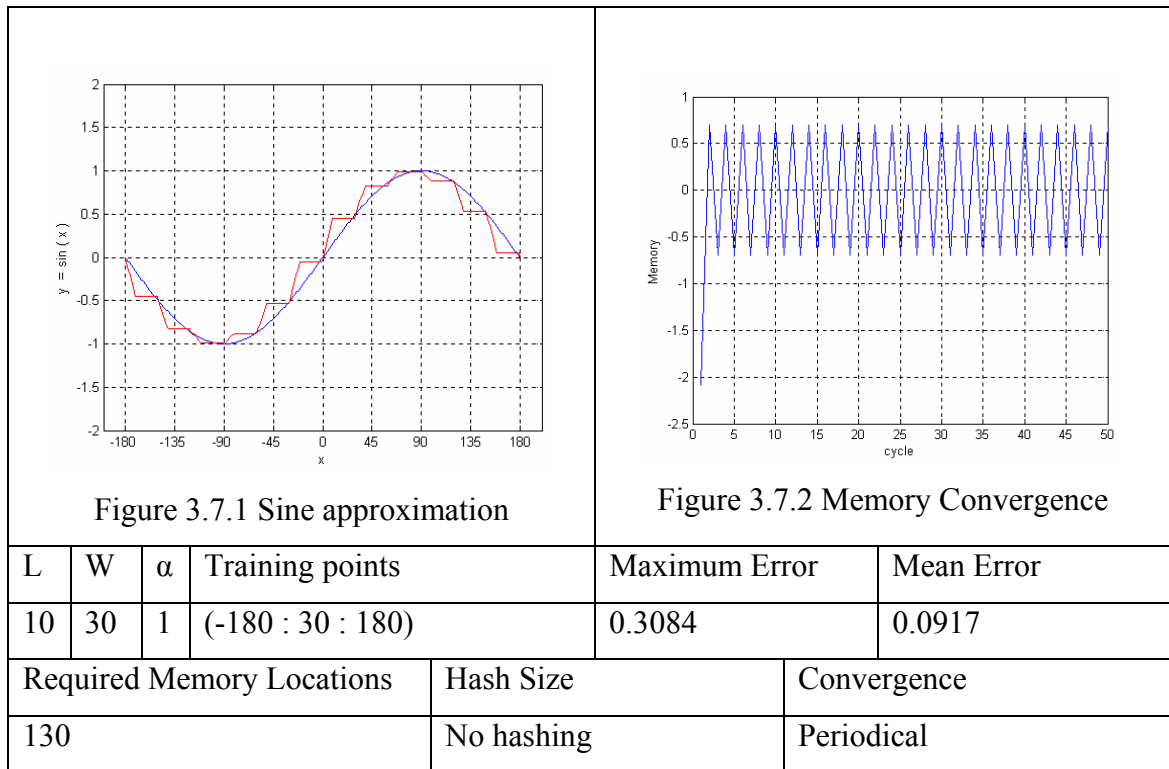 2
1.5
1
0.5
0
-0.5
-1
-1.5
-2
y = sin ( x )
-180 -135 -90 -45 0 45 90 135 180
x
Figure 3.7.1 Sine approximation
1
0.5
0
-0.5
-1
-1.5
-2
-2.5
Memory
0 5 10 15 20 25 30 35 40 45 50
cycle
Figure 3.7.2 Memory Convergence
L W α Training points Maximum Error Mean Error
10 30 1 (-180 : 30 : 180) 0.3084 0.0917
Required Memory Locations Hash Size Convergence
130 No hashing Periodical